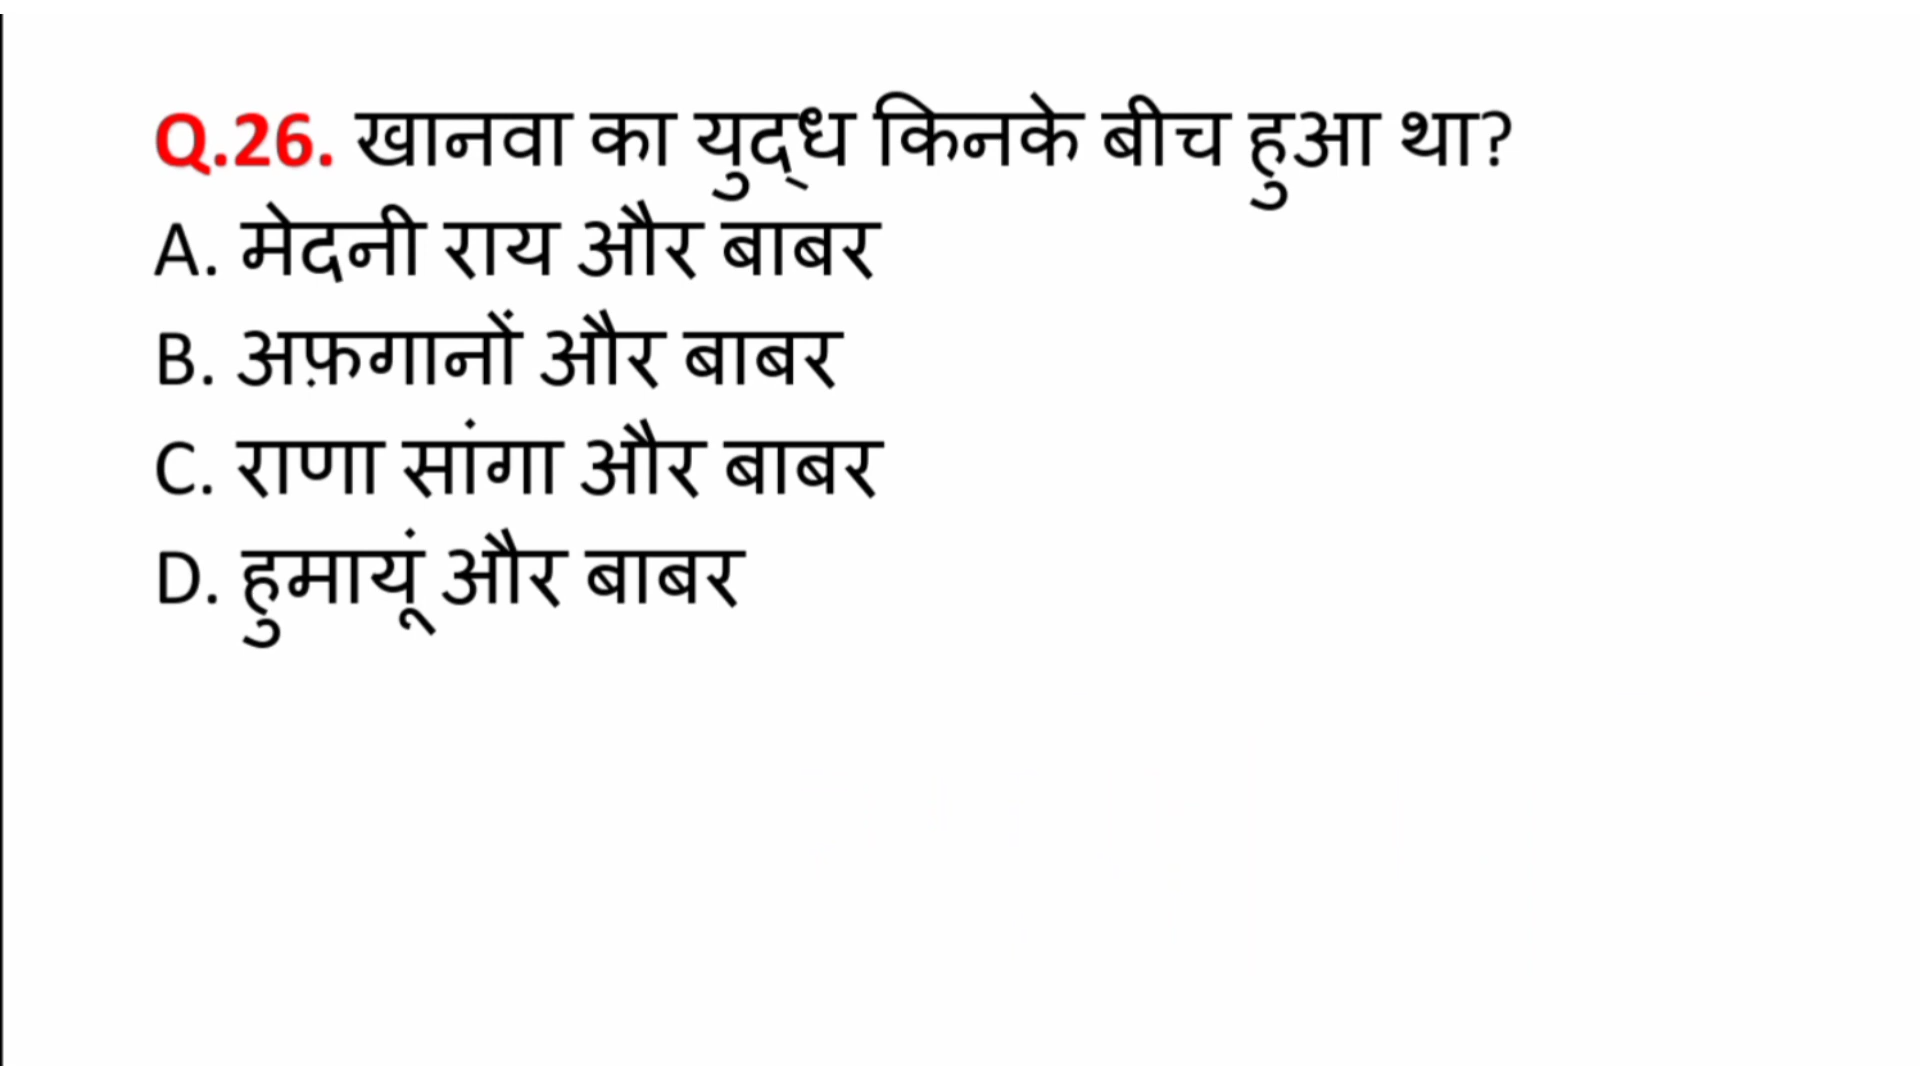 Q.26. खानवा का युद्ध किनके बीच हुआ था?
A. मेदनी राय और बाबर
B. अफ़गानों और बाबर
C. राणा सांगा और बाबर
D. हुमायूं और बाबर